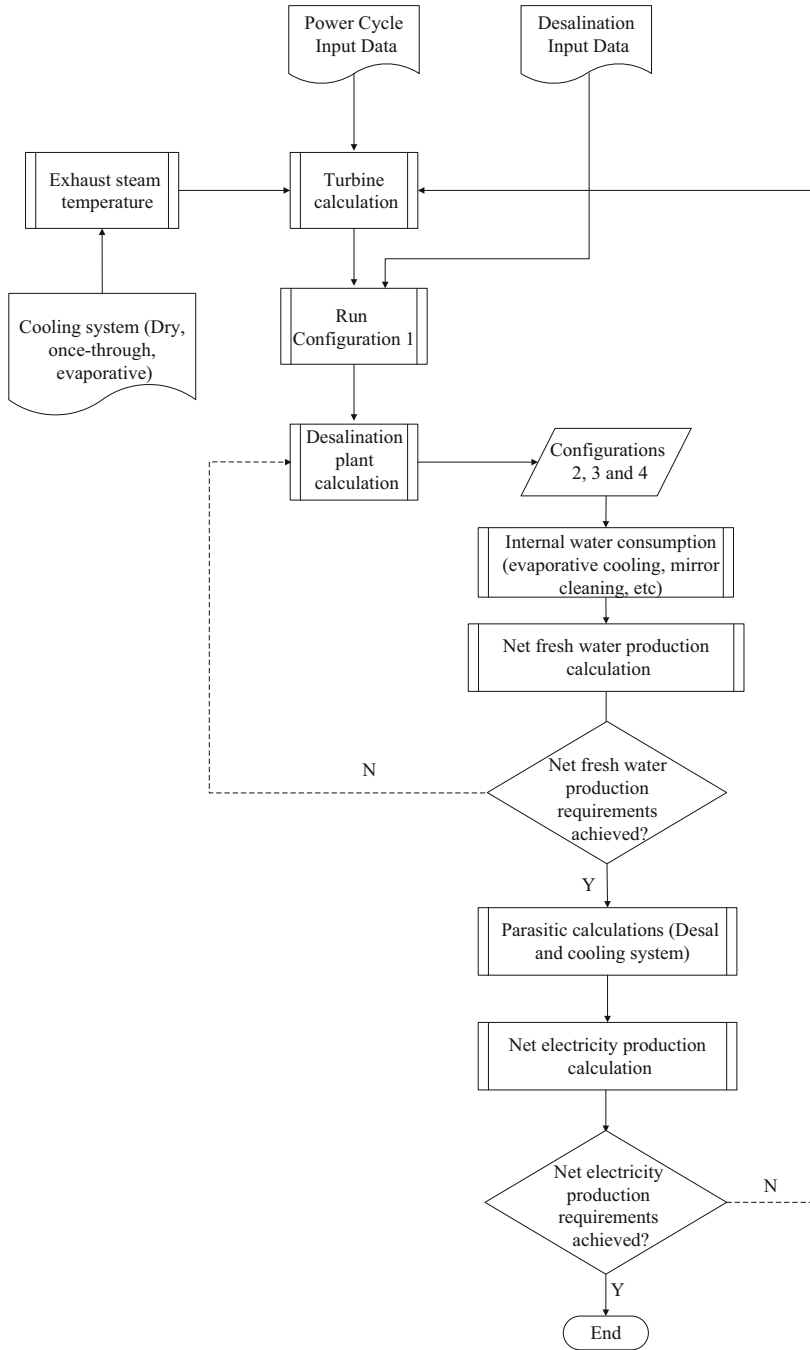 Power Cycle
Input Data
Desalination
Input Data
Exhaust steam
temperature
Turbine
calculation
Cooling system (Dry,
once-through,
evaporative)
Run
Configuration 1
Desalination
plant
calculation
Configurations
2, 3 and 4
Internal water consumption
(evaporative cooling, mirror
cleaning, etc)
Net fresh water production
calculation
N
Net fresh water
production
requirements
achieved?
Y
Parasitic calculations (Desal
and cooling system)
Net electricity production
calculation
Net electricity
production
requirements
achieved?
N
Y
End